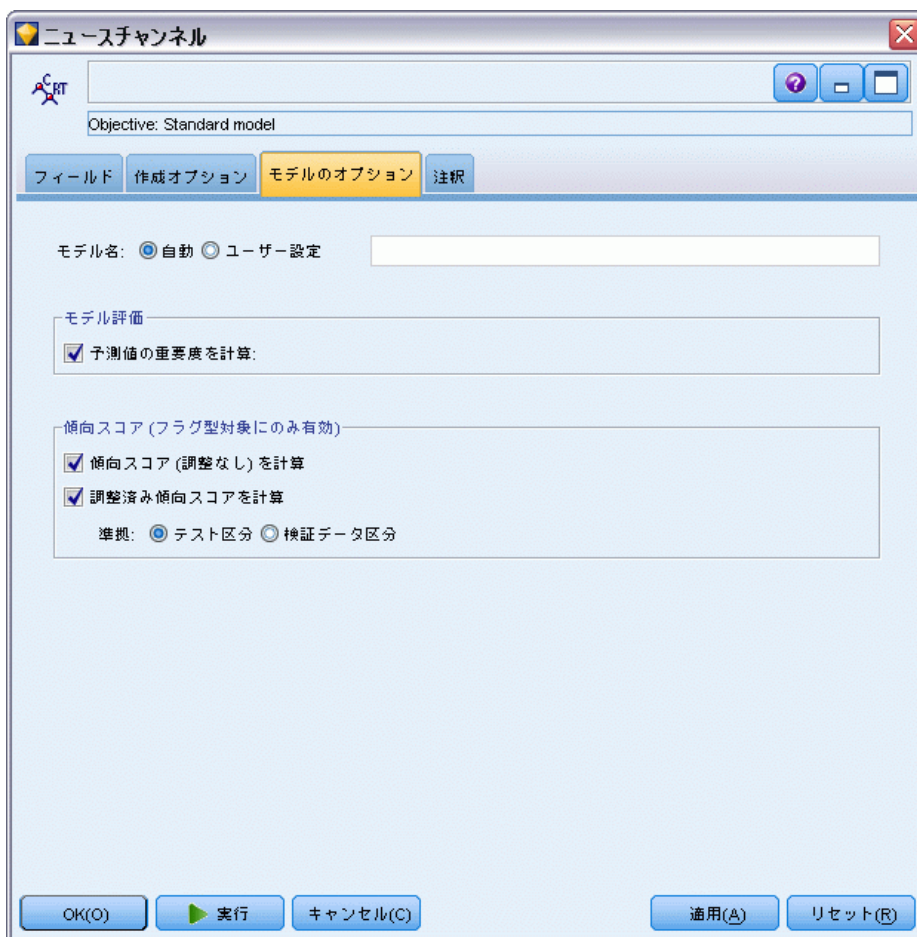 ニュースチャンネル
C RT
Objective: Standard model
フィールド 作成オプション モデルのオプション 注釈
モデル名: 自動 ユーザー設定
モデル評価
予測値の重要度を計算:
傾向スコア (フラグ型対象にのみ有効)
傾向スコア (調整なし) を計算
調整済み傾向スコアを計算
準拠: テスト区分 検証データ区分
OK(O) 実行 キャンセル(C) 適用(A) リセット(R)